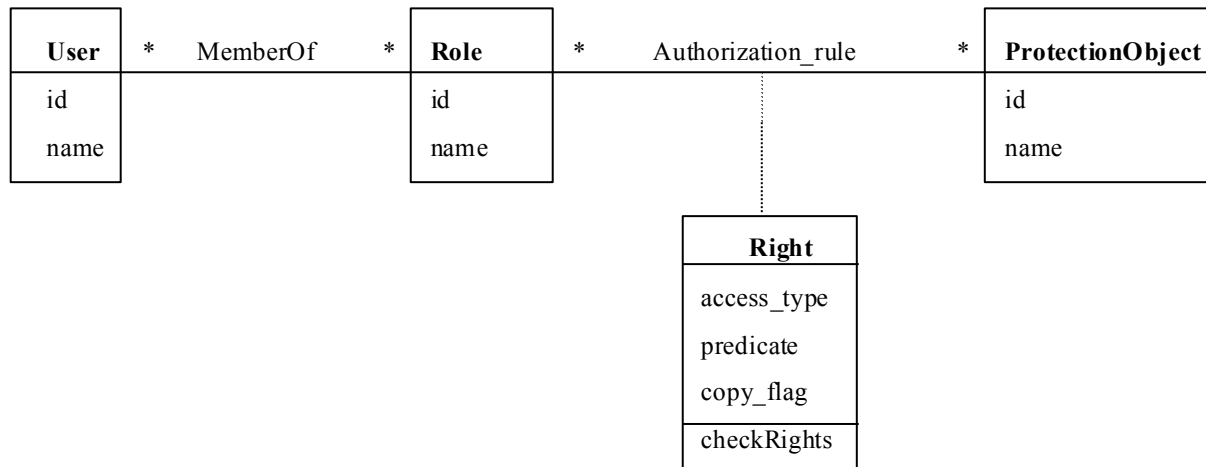 User * MemberOf * Role * Authorization_rule * ProtectionObject
id id id
name name name
Right
access_type
predicate
copy_flag
checkRights